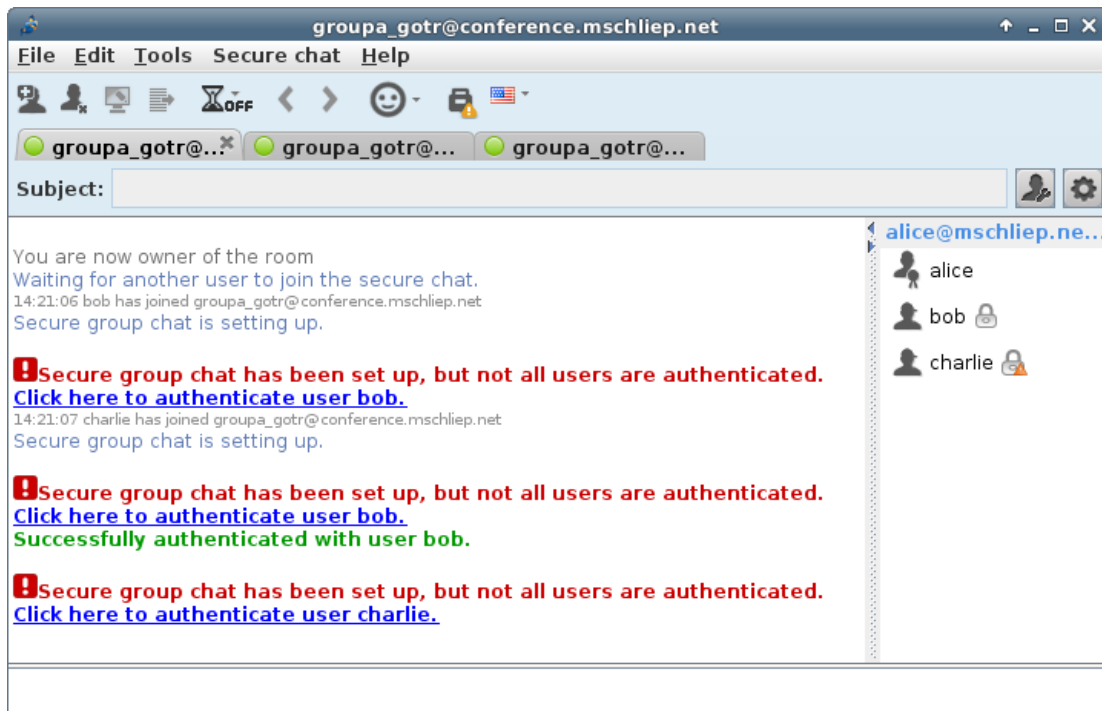 groupa_gotr@conference.mschliep.net
File Edit Tools Secure chat Help
OFF
groupa_gotr@... groupa_gotr@... groupa_gotr@...
Subject:
You are now owner of the room
Waiting for another user to join the secure chat.
14:21:06 bob has joined groupa_gotr@conference.mschliep.net
Secure group chat is setting up.
Secure group chat has been set up, but not all users are authenticated.
Click here to authenticate user bob.
14:21:07 charlie has joined groupa_gotr@conference.mschliep.net
Secure group chat is setting up.
Secure group chat has been set up, but not all users are authenticated.
Click here to authenticate user bob.
Successfully authenticated with user bob.
Secure group chat has been set up, but not all users are authenticated.
Click here to authenticate user charlie.
alice@mschliep.ne...
alice
bob
charlie